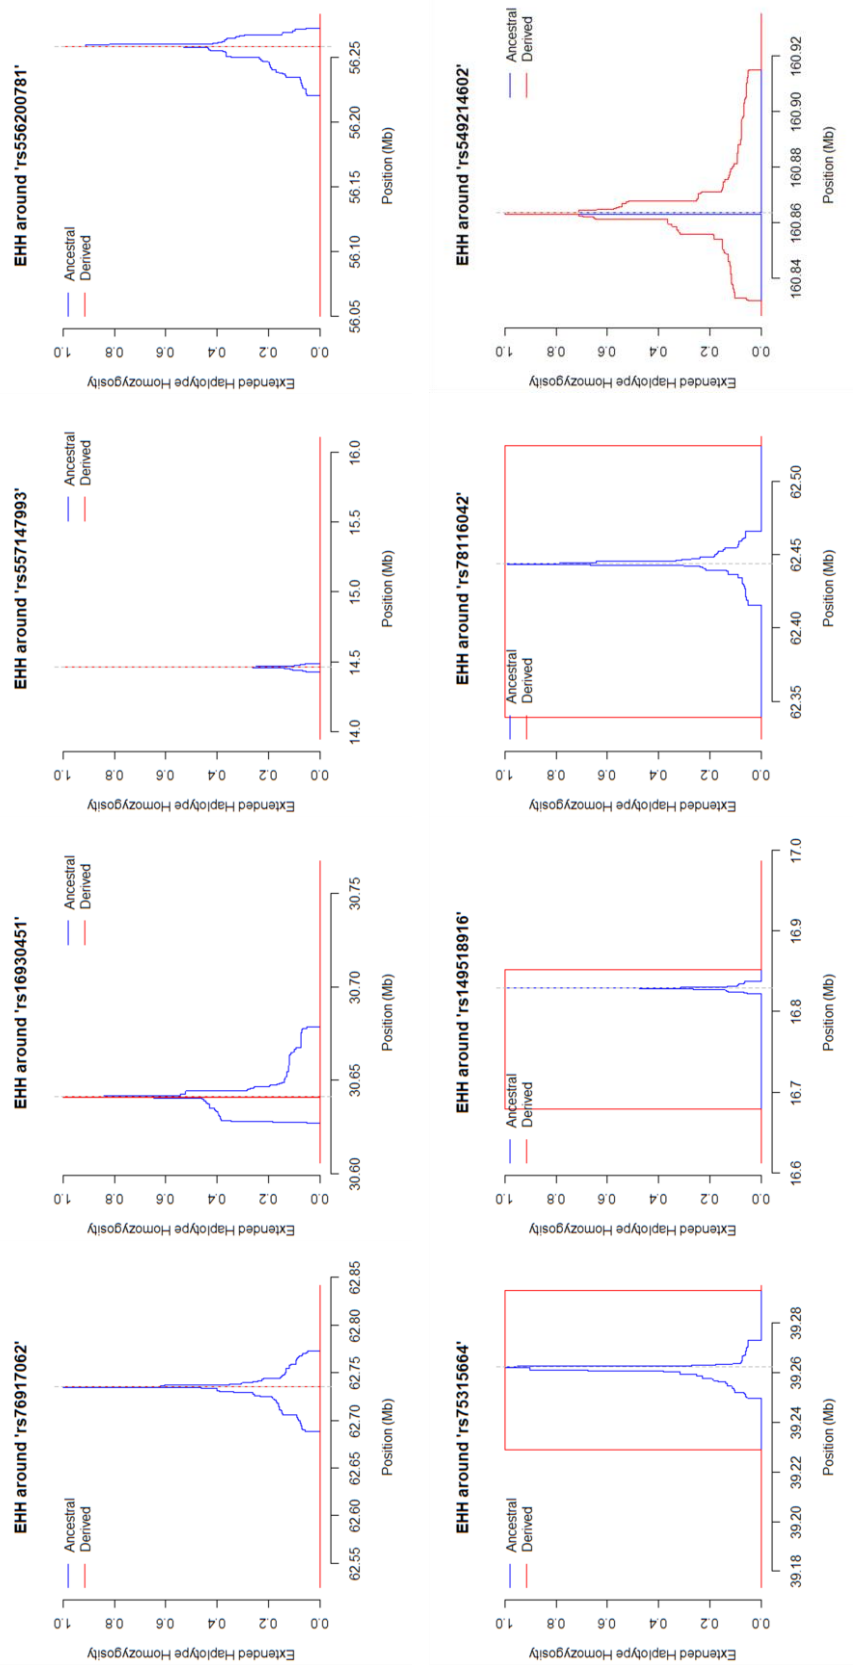 EHH around 'rs76917062'
Ancestral
Derived
Extended Haplotype Homozygosity
1.0
0.8
0.6
0.4
0.2
0.0
62.55 62.60 62.65 62.70 62.75 62.80 62.85
Position (Mb)
EHH around 'rs16930451'
Ancestral
Derived
Extended Haplotype Homozygosity
1.0
0.8
0.6
0.4
0.2
0.0
30.60 30.65 30.70 30.75
Position (Mb)
EHH around 'rs557147993'
Ancestral
Derived
Extended Haplotype Homozygosity
1.0
0.8
0.6
0.4
0.2
0.0
14.0 14.5 15.0 15.5 16.0
Position (Mb)
EHH around 'rs556200781'
Ancestral
Derived
Extended Haplotype Homozygosity
1.0
0.8
0.6
0.4
0.2
0.0
56.05 56.10 56.15 56.20 56.25
Position (Mb)
EHH around 'rs75315664'
Ancestral
Derived
Extended Haplotype Homozygosity
1.0
0.8
0.6
0.4
0.2
0.0
39.18 39.20 39.22 39.24 39.26 39.28
Position (Mb)
EHH around 'rs149518916'
Ancestral
Derived
Extended Haplotype Homozygosity
1.0
0.8
0.6
0.4
0.2
0.0
16.6 16.7 16.8 16.9 17.0
Position (Mb)
EHH around 'rs78116042'
Ancestral
Derived
Extended Haplotype Homozygosity
1.0
0.8
0.6
0.4
0.2
0.0
62.35 62.40 62.45 62.50
Position (Mb)
EHH around 'rs549214602'
Ancestral
Derived
Extended Haplotype Homozygosity
1.0
0.8
0.6
0.4
0.2
0.0
160.84 160.86 160.88 160.90 160.92
Position (Mb)